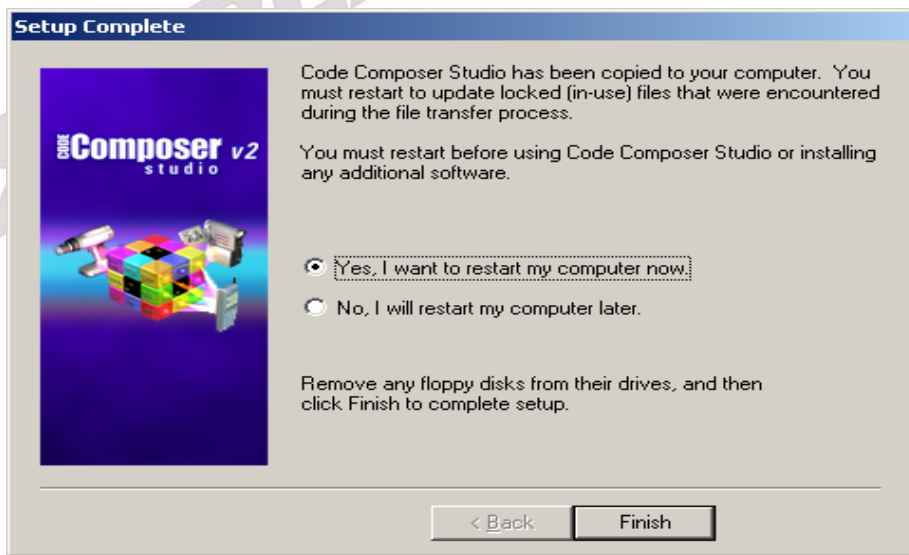 Setup Complete
Code Composer Studio has been copied to your computer. You
must restart to update locked (in-use) files that were encountered
during the file transfer process.
CODE
Composer v2
studio
You must restart before using Code Composer Studio or installing
any additional software.
Yes, I want to restart my computer now.
No, I will restart my computer later.
Remove any floppy disks from their drives, and then
click Finish to complete setup.
< Back
Finish